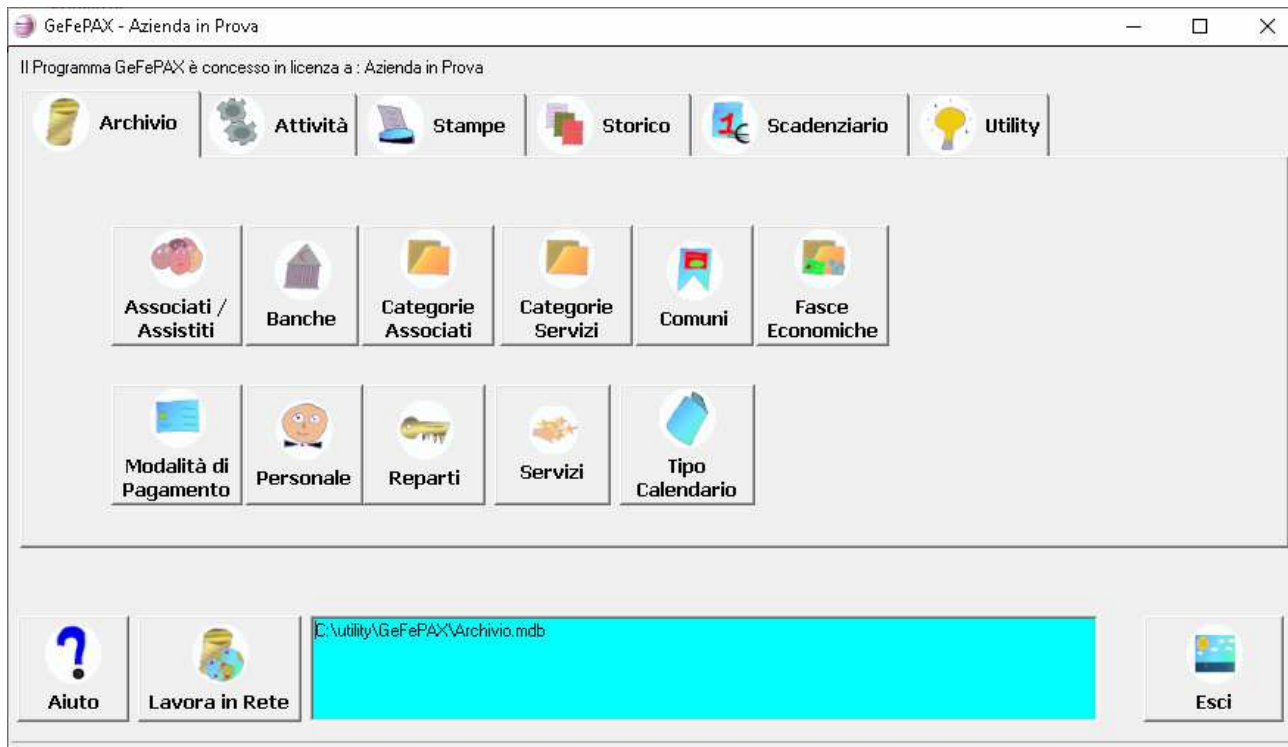 GeFePAX - Azienda in Prova
Il Programma GeFePAX è concesso in licenza a : Azienda in Prova
Archivio
Attività
Stampe
Storico
Scadenziario
Utility
Associati /
Assistiti
Banche
Categorie
Associati
Categorie
Servizi
Comuni
Fasce
Economiche
Modalità di
Pagamento
Personale
Reparti
Servizi
Tipo
Calendario
Aiuto
Lavora in Rete
C:\utility\GeFePAX\Archivio.mdb
Esci